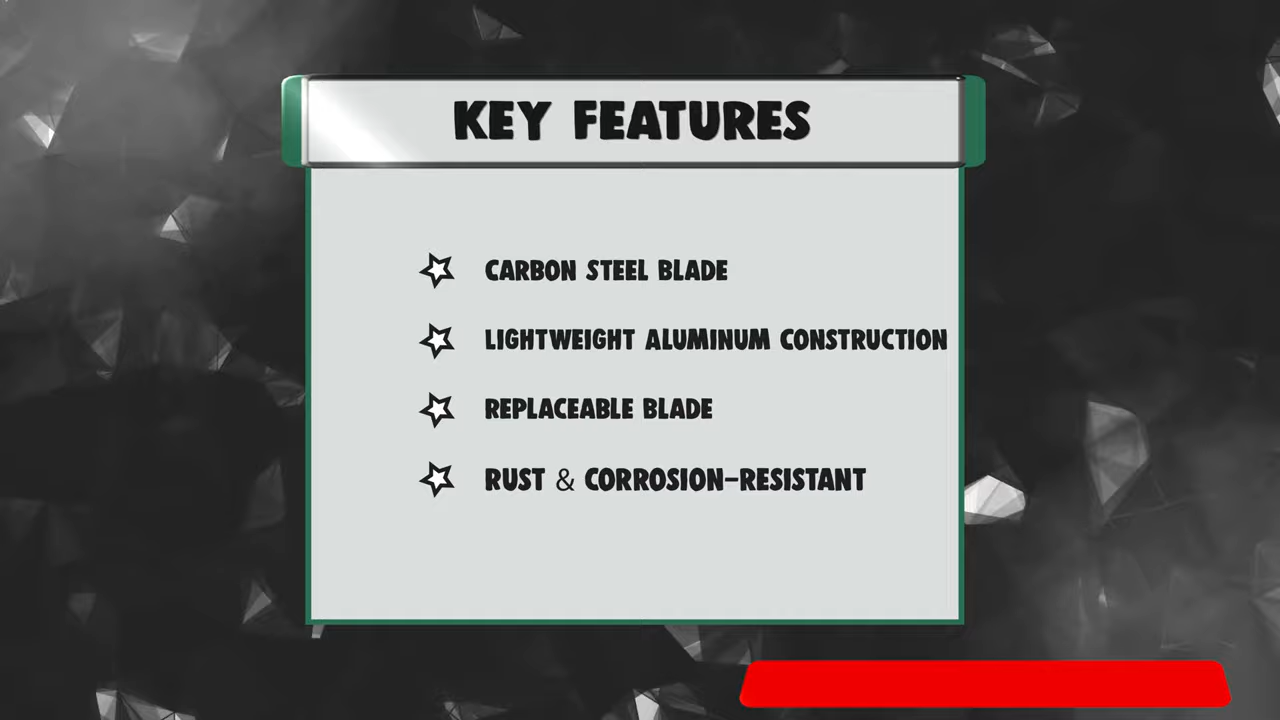 KEY FEATURES
CARBON STEEL BLADE
LIGHTWEIGHT ALUMINUM CONSTRUCTION
REPLACEABLE BLADE
RUST & CORROSION-RESISTANT